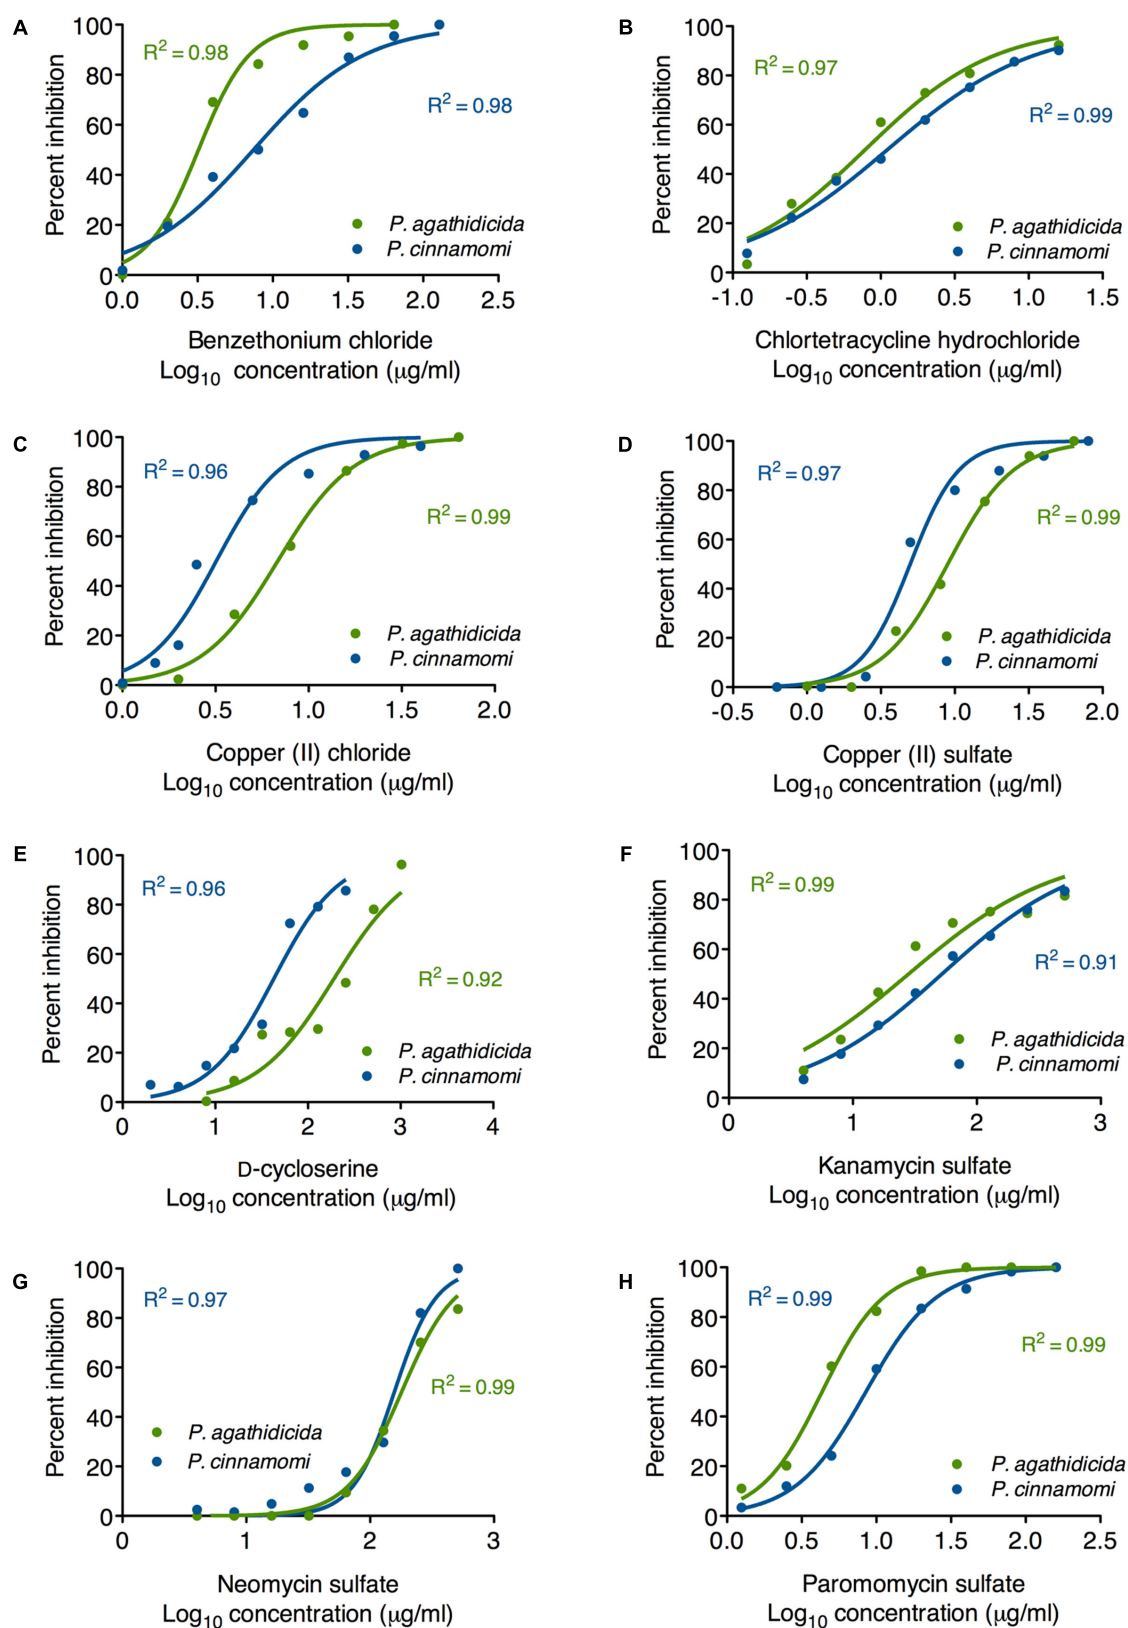 A
100
80
60
40
20
0
Percent inhibition
R² = 0.98
R² = 0.98
P. agathidicida
P. cinnamomi
0.0 0.5 1.0 1.5 2.0 2.5
Benzethonium chloride
Log₁₀ concentration (μg/ml)
B
100
80
60
40
20
0
Percent inhibition
R² = 0.97
R² = 0.99
P. agathidicida
P. cinnamomi
-1.0 -0.5 0.0 0.5 1.0 1.5
Chlortetracycline hydrochloride
Log₁₀ concentration (μg/ml)
C
100
80
60
40
20
0
Percent inhibition
R² = 0.96
R² = 0.99
P. agathidicida
P. cinnamomi
0.0 0.5 1.0 1.5 2.0
Copper (II) chloride
Log₁₀ concentration (μg/ml)
D
100
80
60
40
20
0
Percent inhibition
R² = 0.97
R² = 0.99
P. agathidicida
P. cinnamomi
-0.5 0.0 0.5 1.0 1.5 2.0
Copper (II) sulfate
Log₁₀ concentration (μg/ml)
E
100
80
60
40
20
0
Percent inhibition
R² = 0.96
R² = 0.92
P. agathidicida
P. cinnamomi
0 1 2 3 4
D-cycloserine
Log₁₀ concentration (μg/ml)
F
100
80
60
40
20
0
Percent inhibition
R² = 0.99
R² = 0.91
P. agathidicida
P. cinnamomi
0 1 2 3
Kanamycin sulfate
Log₁₀ concentration (μg/ml)
G
100
80
60
40
20
0
Percent inhibition
R² = 0.97
R² = 0.99
P. agathidicida
P. cinnamomi
0 1 2 3
Neomycin sulfate
Log₁₀ concentration (μg/ml)
H
100
80
60
40
20
0
Percent inhibition
R² = 0.99
R² = 0.99
P. agathidicida
P. cinnamomi
0.0 0.5 1.0 1.5 2.0 2.5
Paromomycin sulfate
Log₁₀ concentration (μg/ml)